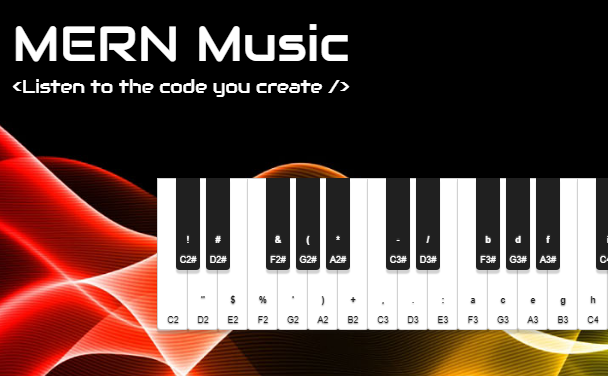 MERN Music
<Listen to the code you create />
! # & ( * - / b d f i
C2# D2# F2# G2# A2# C3# D3# F3# G3# A3#
" $ % ' ) + , . : a c e g h
C2 D2 E2 F2 G2 A2 B2 C3 D3 E3 F3 G3 A3 B3 C4